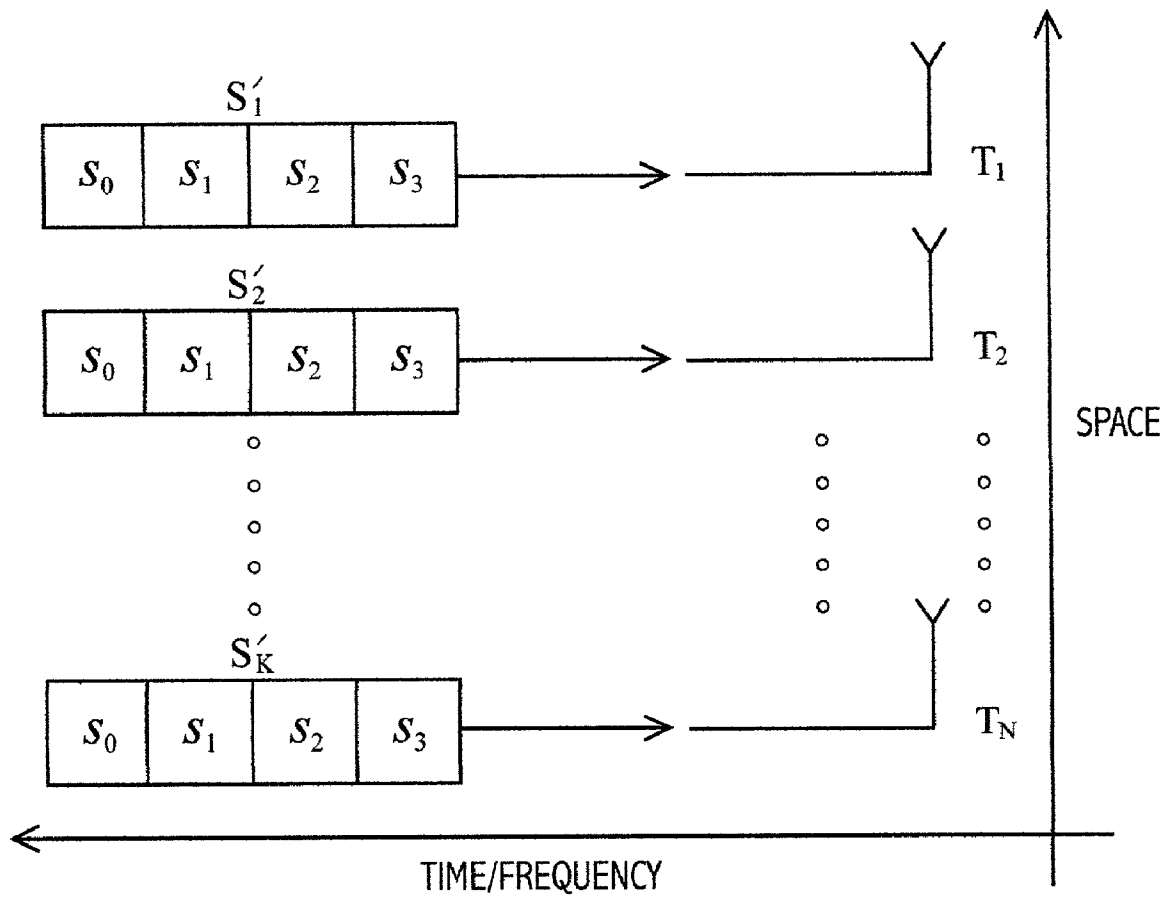 S′₁
s₀ s₁ s₂ s₃
T₁
S′₂
s₀ s₁ s₂ s₃
T₂
SPACE
S′K
s₀ s₁ s₂ s₃
TN
TIME/FREQUENCY